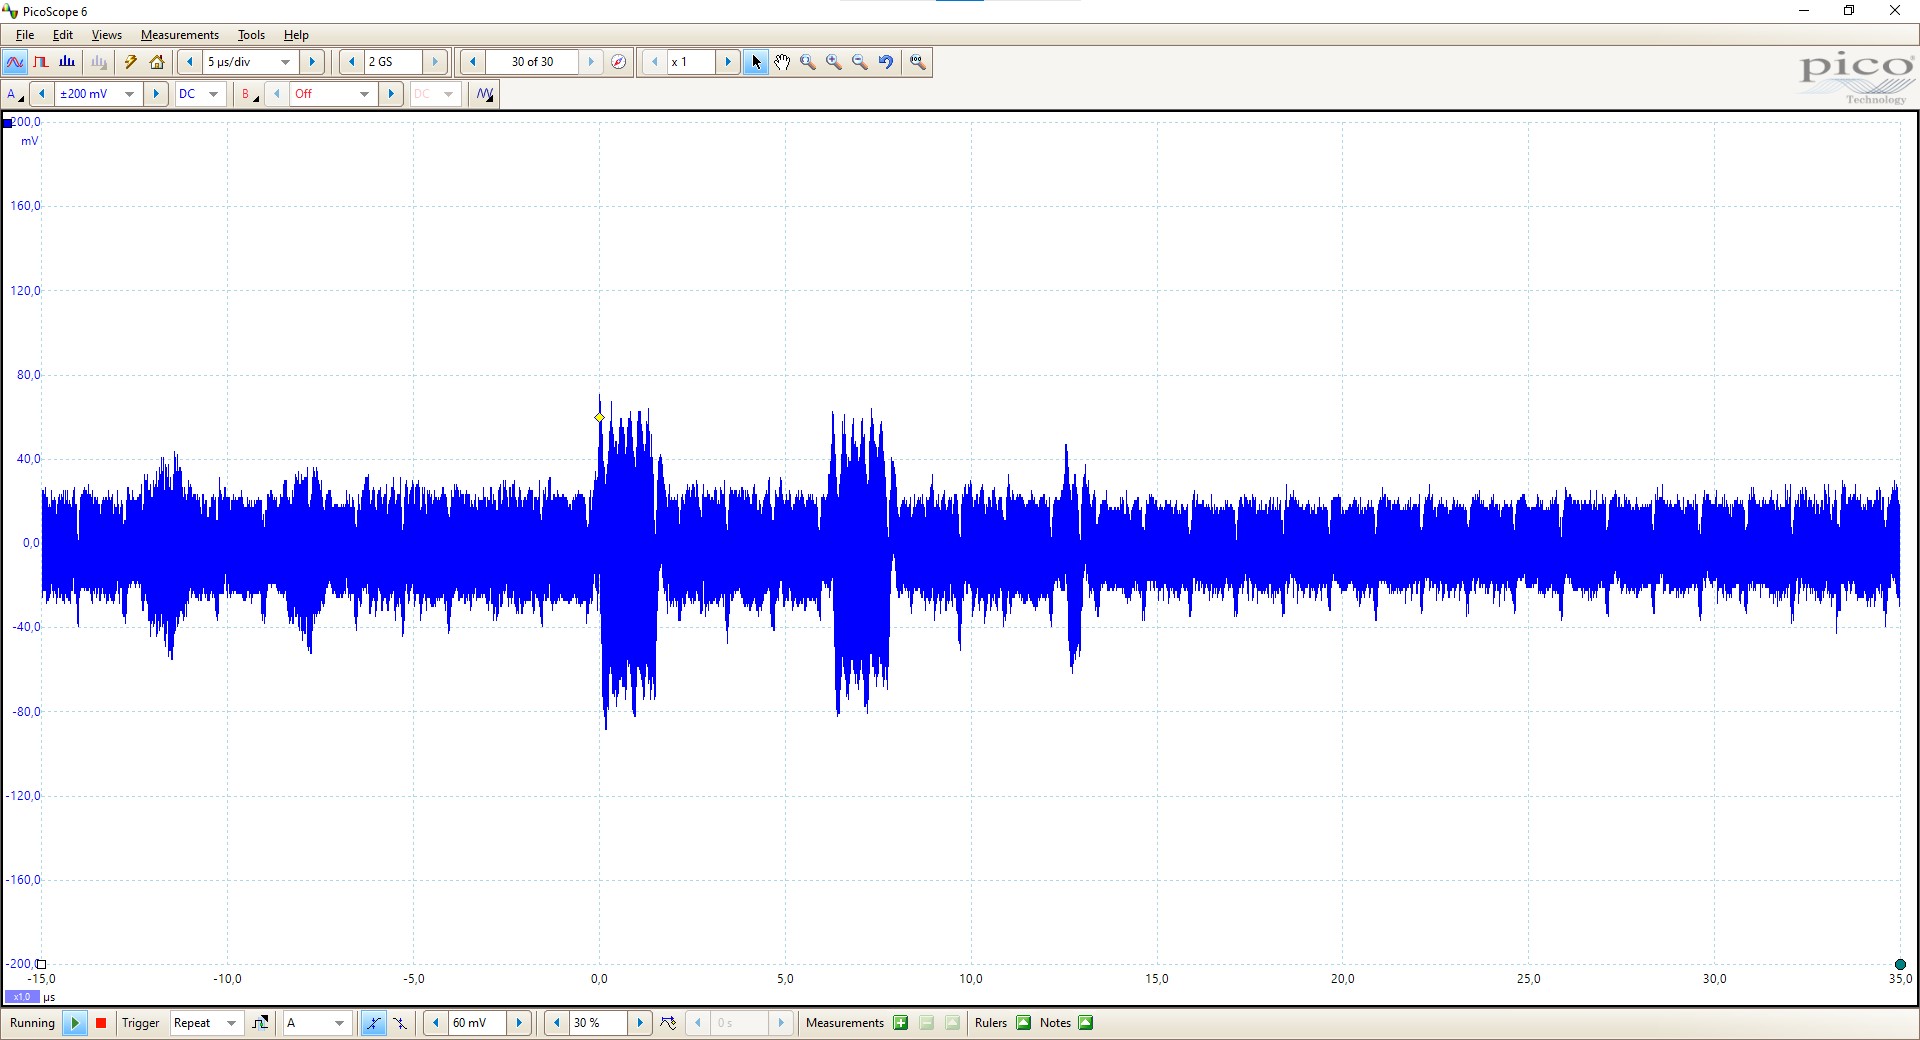 PicoScope 6
File Edit Views Measurements Tools Help
5 µs/div 2 GS 30 of 30 x 1
pico
Technology
A ±200 mV DC B Off DC
200,0
mV
160,0
120,0
80,0
40,0
0,0
-40,0
-80,0
-120,0
-160,0
-200,0
-15,0 -10,0 -5,0 0,0 5,0 10,0 15,0 20,0 25,0 30,0 35,0
x1.0 µs
Running Trigger Repeat A 60 mV 30 % 0 s Measurements Rulers Notes